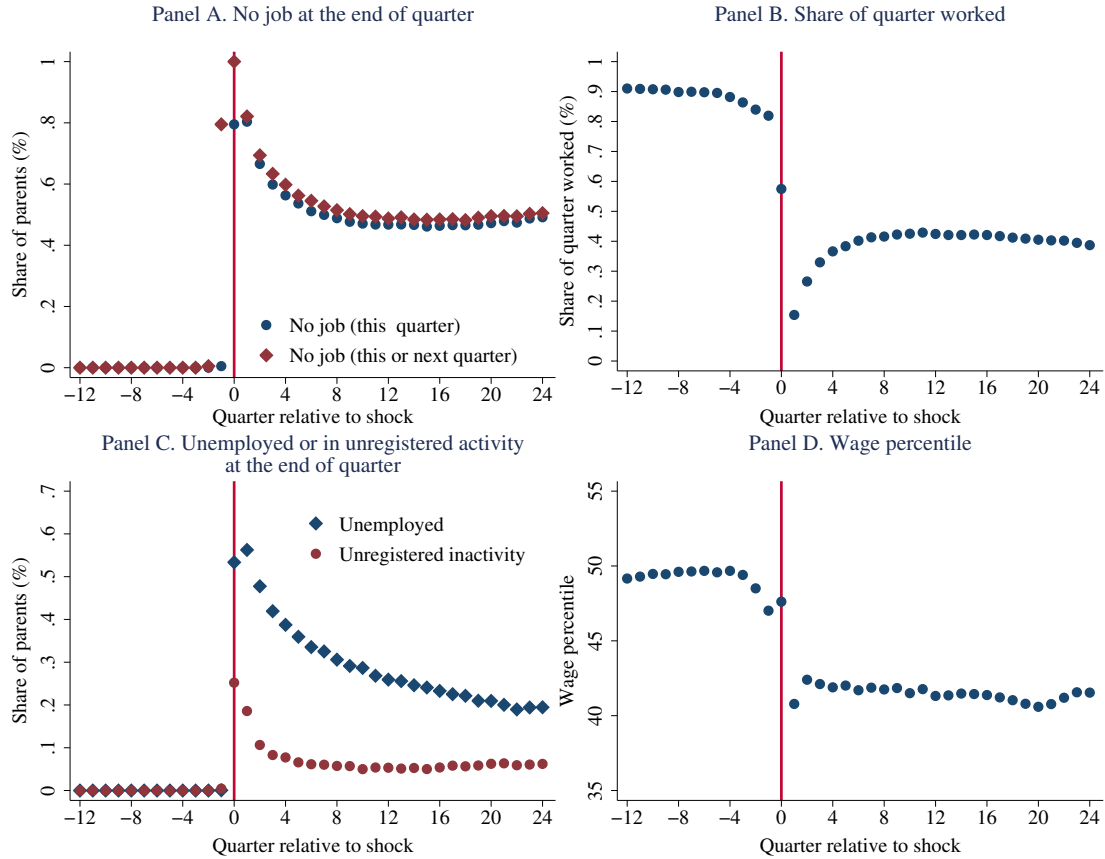 Panel A. No job at the end of quarter
Share of parents (%)
1
.8
.6
.4
.2
0
No job (this quarter)
No job (this or next quarter)
−12 −8 −4 0 4 8 12 16 20 24
Quarter relative to shock
Panel B. Share of quarter worked
Share of quarter worked (%)
1
.9
.8
.7
.6
.5
.4
.3
.2
.1
0
−12 −8 −4 0 4 8 12 16 20 24
Quarter relative to shock
Panel C. Unemployed or in unregistered activity
at the end of quarter
Share of parents (%)
.7
.6
.5
.4
.3
.2
.1
0
Unemployed
Unregistered inactivity
−12 −8 −4 0 4 8 12 16 20 24
Quarter relative to shock
Panel D. Wage percentile
Wage percentile
55
50
45
40
35
−12 −8 −4 0 4 8 12 16 20 24
Quarter relative to shock